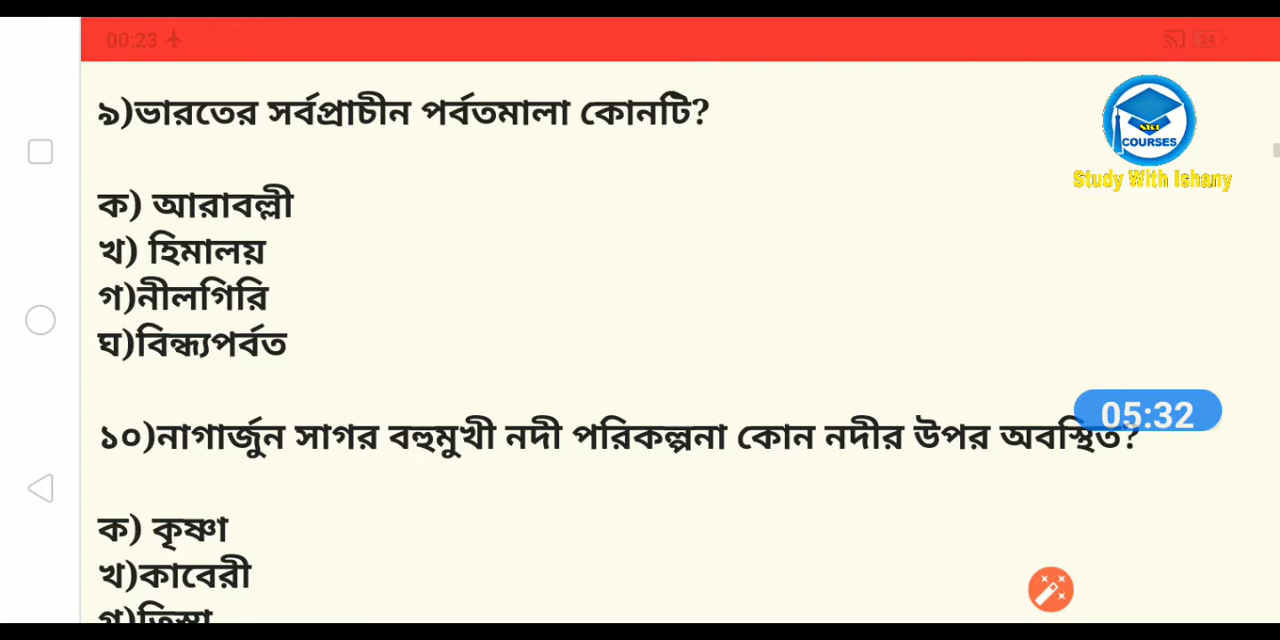 00:23
24
৯)ভারতের সর্বপ্রাচীন পর্বতমালা কোনটি?
COURSES
Study With Ishany
ক) আরাবল্লী
খ) হিমালয়
গ)নীলগিরি
ঘ)বিন্ধ্যপর্বত
05:32
১০)নাগার্জুন সাগর বহুমুখী নদী পরিকল্পনা কোন নদীর উপর অবস্থিত?
ক) কৃষ্ণা
খ)কাবেরী
গ)তিস্তা